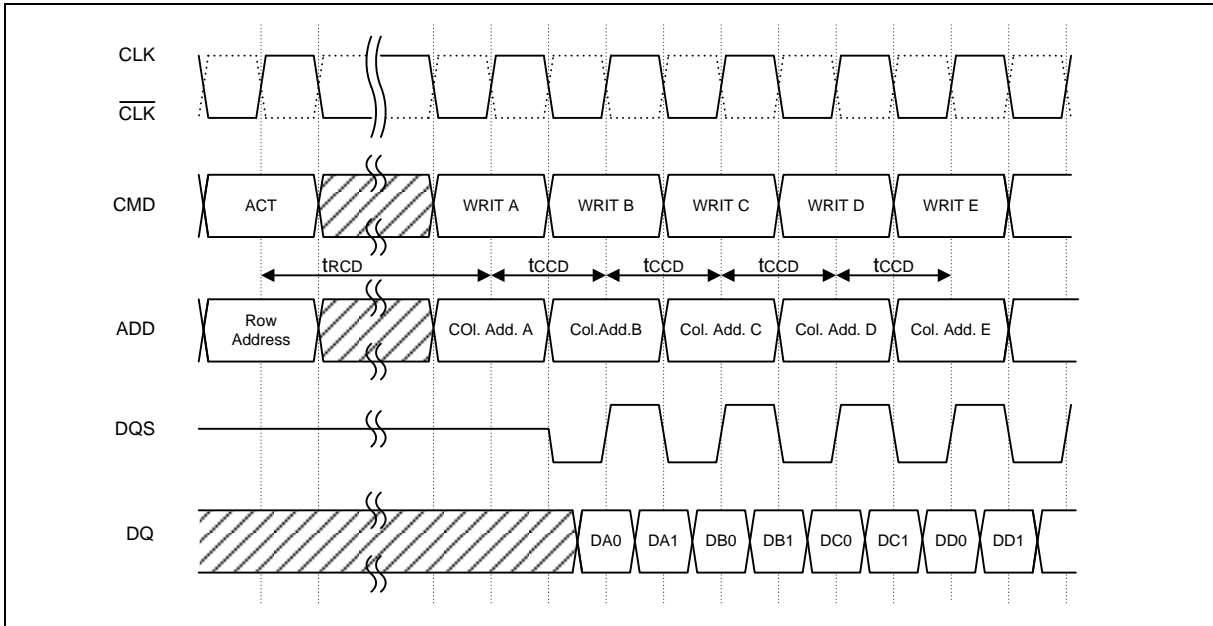 CLK
CLK
CMD
ACT
WRIT A
WRIT B
WRIT C
WRIT D
WRIT E
tRCD
tCCD
tCCD
tCCD
tCCD
ADD
Row
Address
COl. Add. A
Col.Add.B
Col. Add. C
Col. Add. D
Col. Add. E
DQS
DQ
DA0
DA1
DB0
DB1
DC0
DC1
DD0
DD1